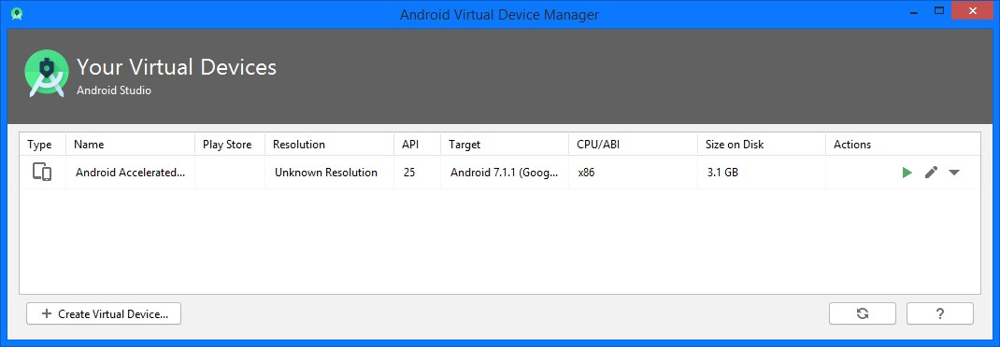 Android Virtual Device Manager
Your Virtual Devices
Android Studio
Type Name Play Store Resolution API Target CPU/ABI Size on Disk Actions
Android Accelerated... Unknown Resolution 25 Android 7.1.1 (Goog... x86 3.1 GB
+ Create Virtual Device... ?